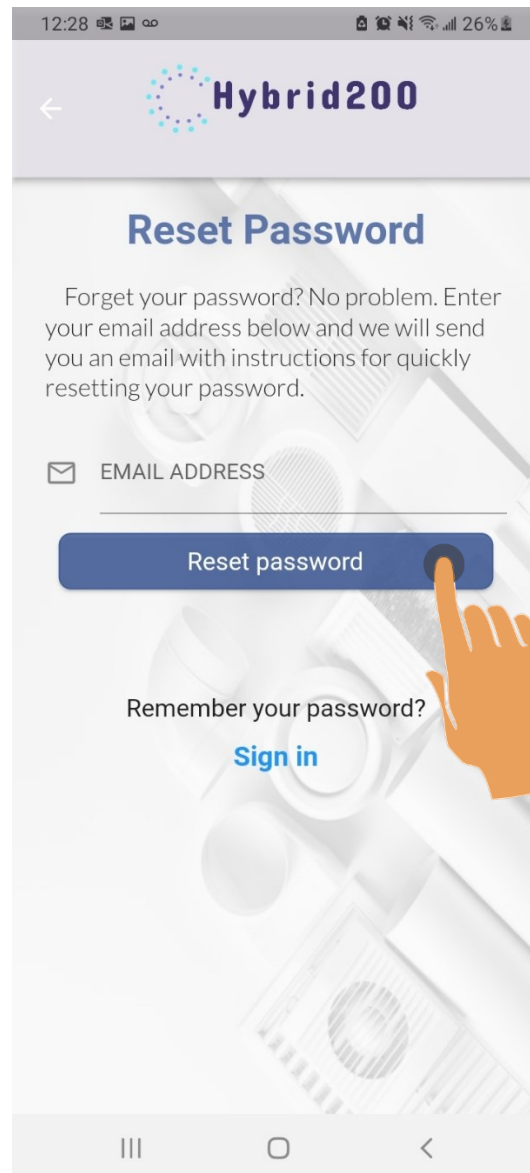 12:28 26%
Hybrid200
Reset Password
Forget your password? No problem. Enter
your email address below and we will send
you an email with instructions for quickly
resetting your password.
EMAIL ADDRESS
Reset password
Remember your password?
Sign in